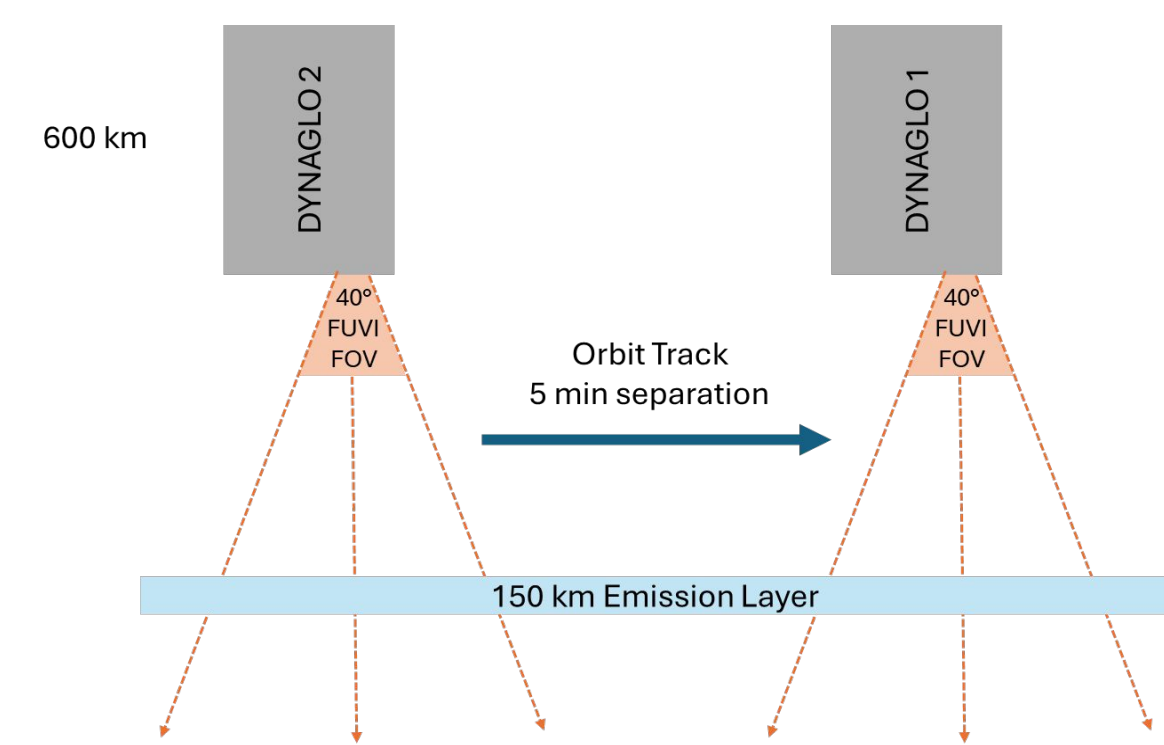 600 km
DYNAGLO 2
DYNAGLO 1
40°
FUVI
FOV
40°
FUVI
FOV
Orbit Track
5 min separation
150 km Emission Layer